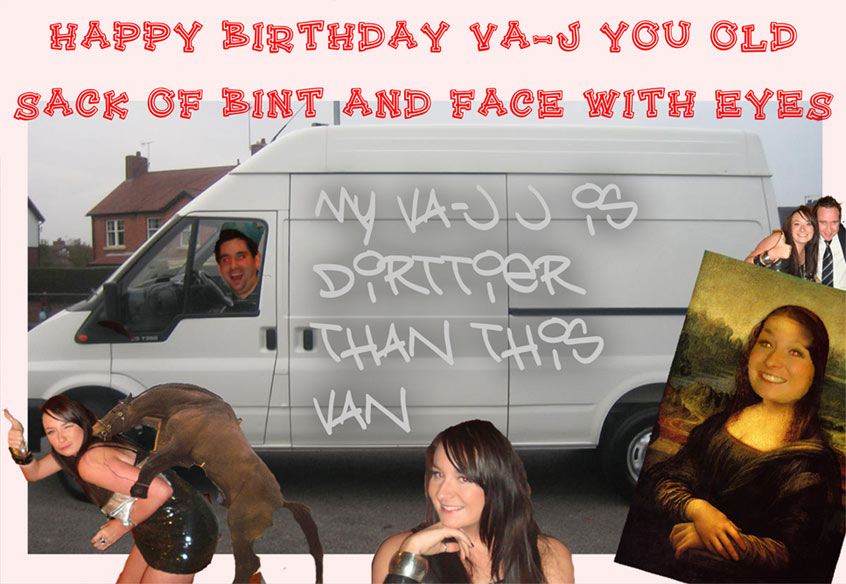 HAPPY BIRTHDAY VA-J YOU OLD
SACK OF BINT AND FACE WITH EYES
MY VA-J J is
DiRTTiER
THAN THiS
VAN